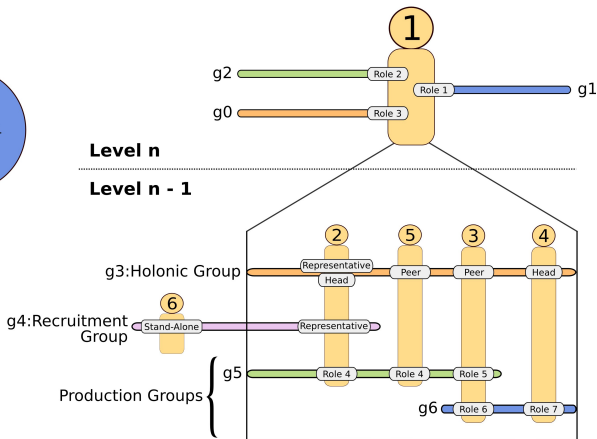 1
g2
Role 2
Role 1
g1
g0
Role 3
Level n
Level n - 1
2
5
3
4
g3:Holonic Group
Representative
Head
Peer
Peer
Head
6
g4:Recruitment
Group
Stand-Alone
Representative
g5
Role 4
Role 4
Role 5
Production Groups
g6
Role 6
Role 7